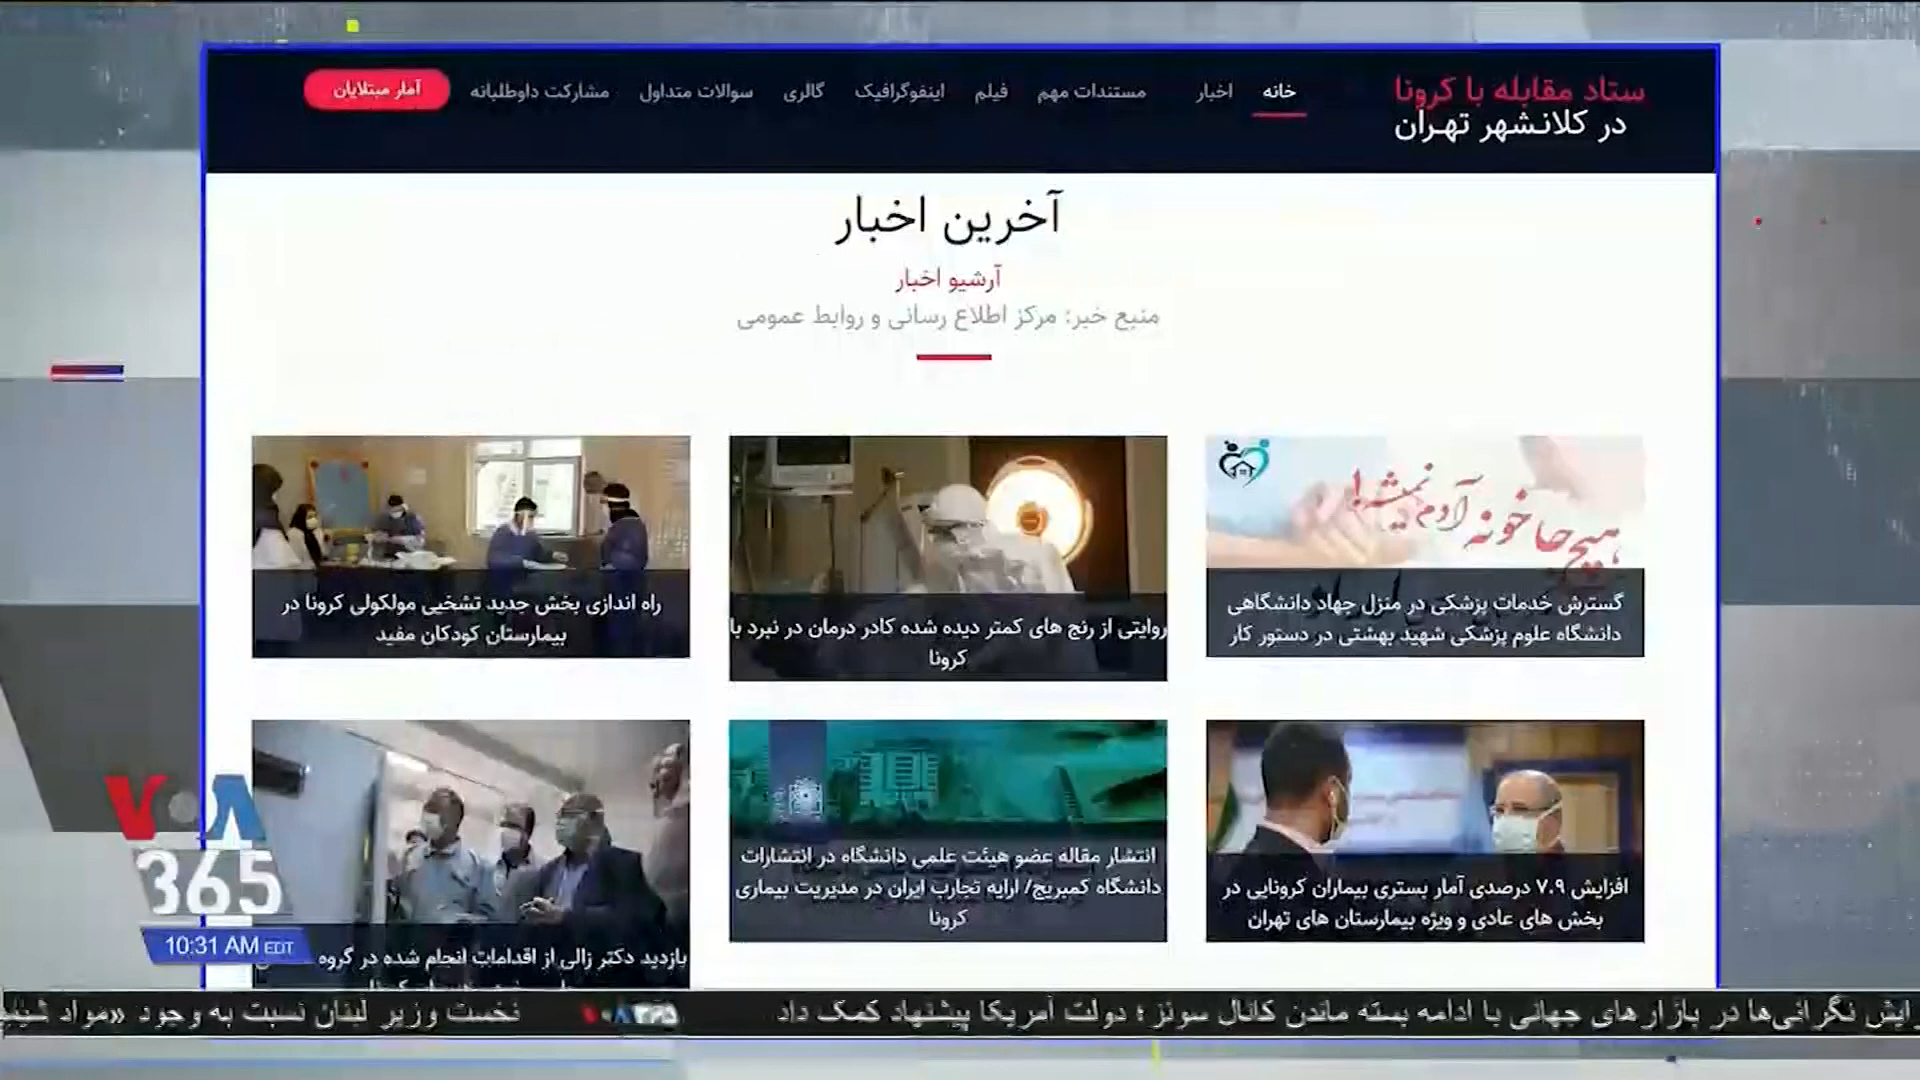 ستاد مقابله با کرونا
در کلانشهر تهران
خانه
اخبار
مستندات مهم
فیلم
اینفوگرافیک
گالری
سوالات متداول
مشارکت داوطلبانه
آمار مبتلایان
آخرین اخبار
آرشیو اخبار
منبع خبر: مرکز اطلاع رسانی و روابط عمومی
هیچ جا خونه آدم نمیشه!
گسترش خدمات پزشکی در منزل جهاد دانشگاهی
دانشگاه علوم پزشکی شهید بهشتی در دستور کار
روایتی از رنج های کمتر دیده شده کادر درمان در نبرد با
کرونا
راه اندازی بخش جدید تشخیی مولکولی کرونا در
بیمارستان کودکان مفید
افزایش ۷.۹ درصدی آمار بستری بیماران کرونایی در
بخش های عادی و ویژه بیمارستان های تهران
انتشار مقاله عضو هیئت علمی دانشگاه در انتشارات
دانشگاه کمبریج/ ارایه تجارب ایران در مدیریت بیماری
کرونا
بازدید دکتر زالی از اقدامات انجام شده در گروه
VOA
365
10:31 AM EDT
نگرانی‌ها در بازارهای جهانی با ادامه بسته ماندن کانال سوئز ؛ دولت آمریکا پیشنهاد کمک داد VOA365 نخست وزیر لبنان نسبت به وجود «مواد